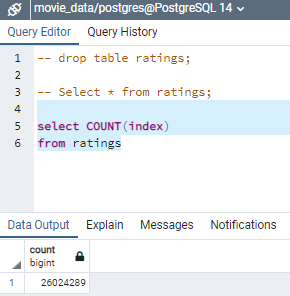 movie_data/postgres@PostgreSQL 14
Query Editor Query History
1 -- drop table ratings;
2
3 -- Select * from ratings;
4
5 select COUNT(index)
6 from ratings
Data Output Explain Messages Notifications
count
bigint
1 26024289